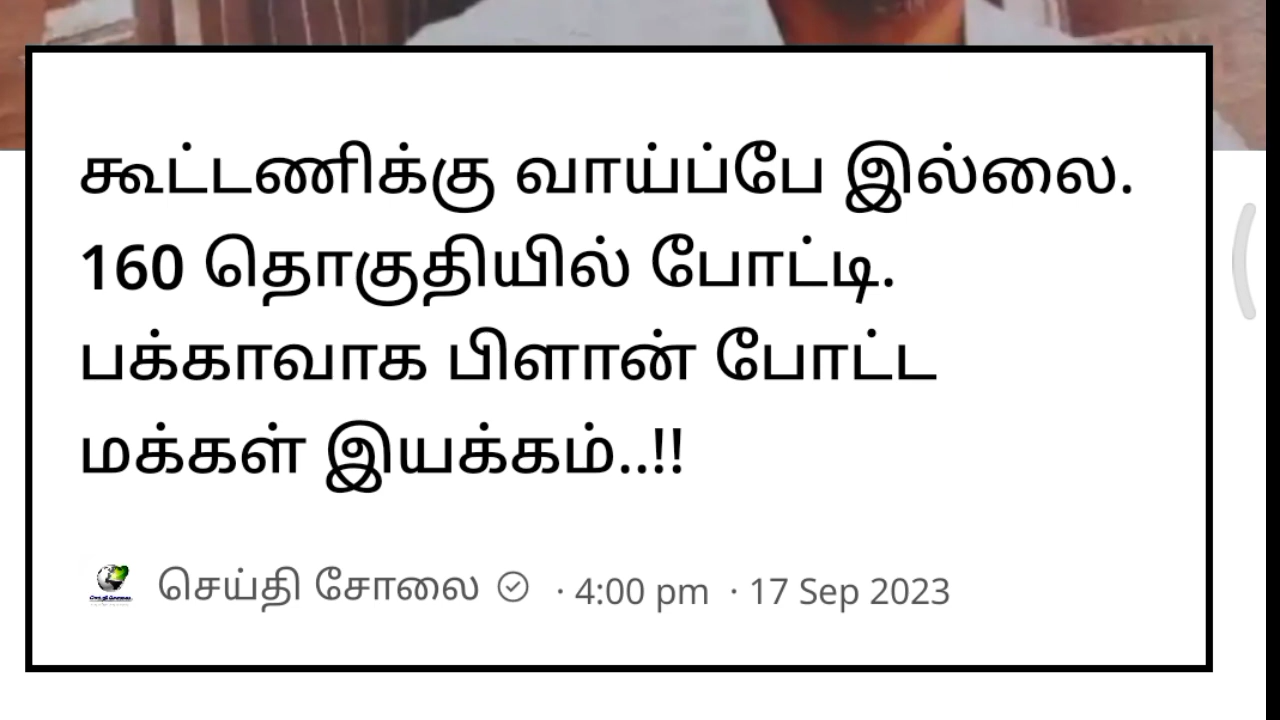 கூட்டணிக்கு வாய்ப்பே இல்லை.
160 தொகுதியில் போட்டி.
பக்காவாக பிளான் போட்ட
மக்கள் இயக்கம்..!!
செய்தி சோலை · 4:00 pm · 17 Sep 2023